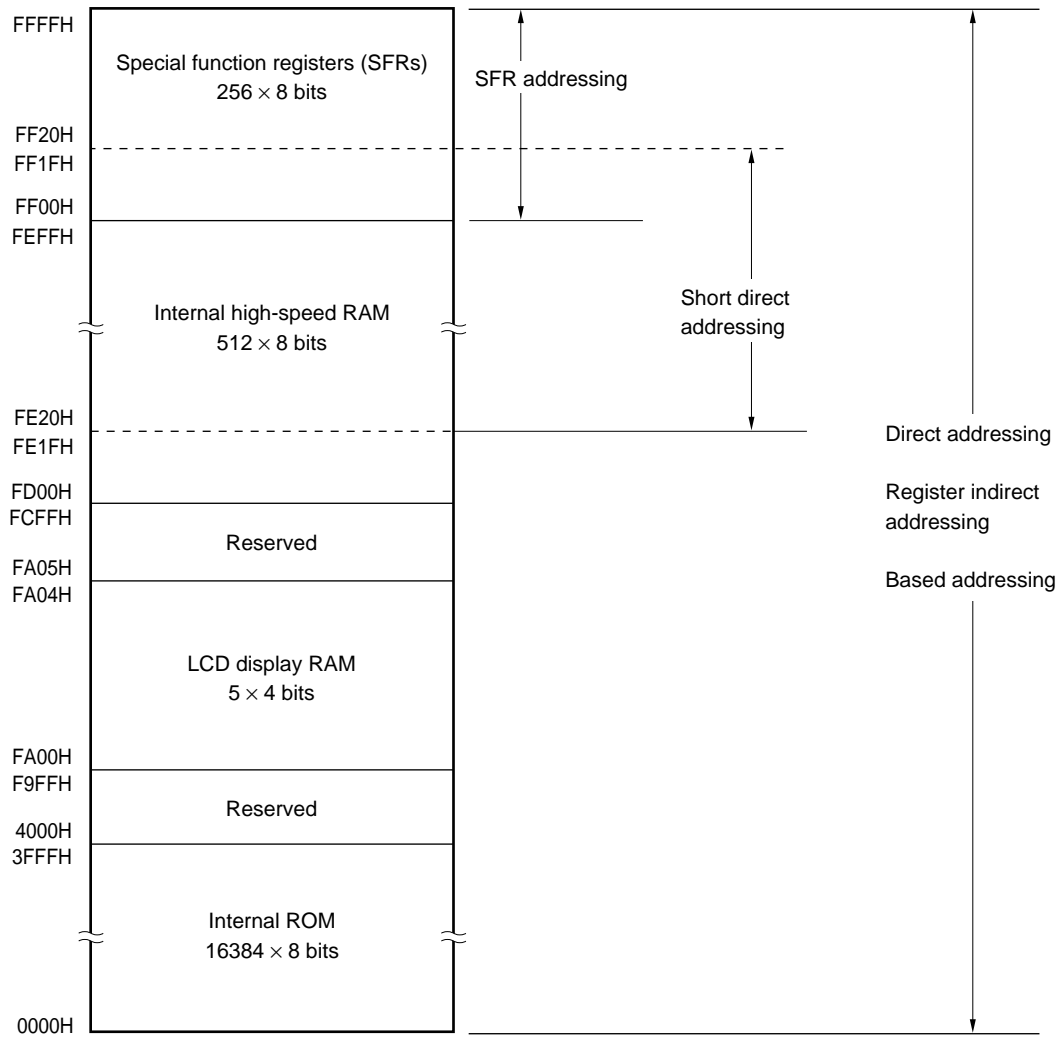 FFFFH
Special function registers (SFRs)
256 × 8 bits
SFR addressing
FF20H
FF1FH
FF00H
FEFFH
Internal high-speed RAM
512 × 8 bits
Short direct
addressing
FE20H
FE1FH
Direct addressing
Register indirect
addressing
Based addressing
FD00H
FCFFH
Reserved
FA05H
FA04H
LCD display RAM
5 × 4 bits
FA00H
F9FFH
Reserved
4000H
3FFFH
Internal ROM
16384 × 8 bits
0000H